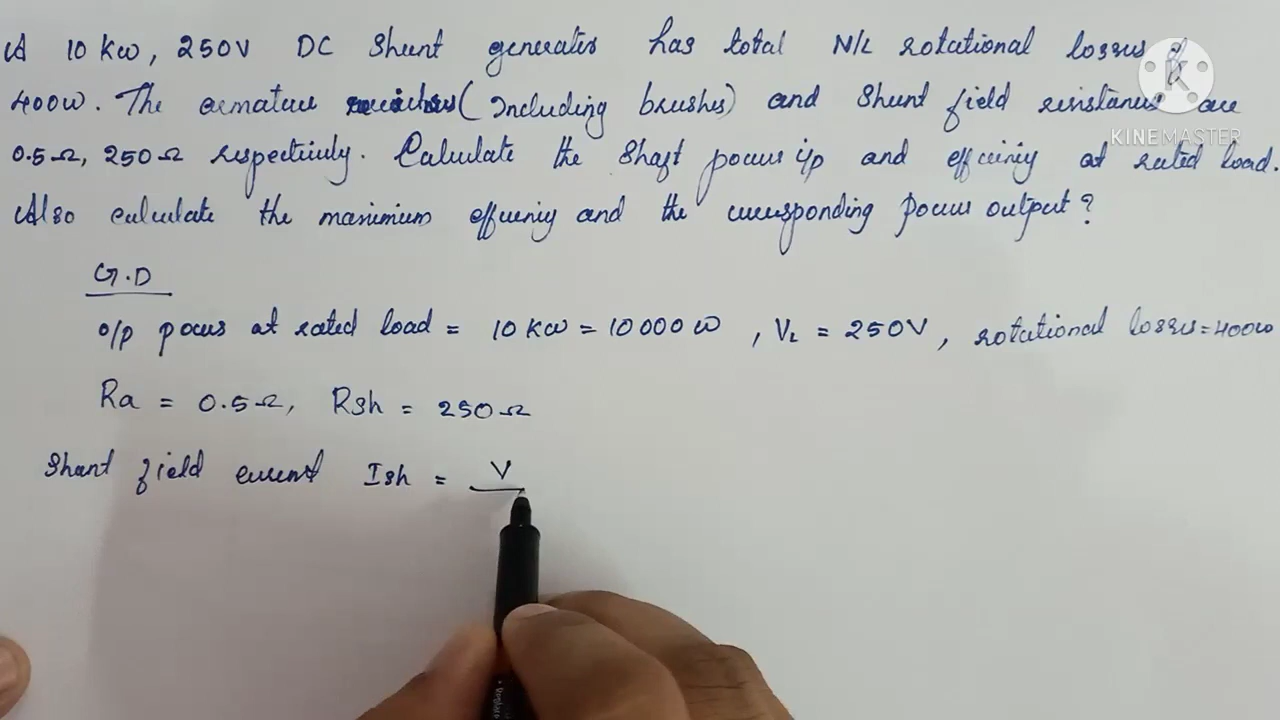 A 10 kw, 250V DC Shunt generator has total N/L rotational losses of
400w. The armature (Including brushes) and Shunt field resistances are
0.5Ω, 250Ω respectively. Calculate the Shaft power i/p and efficiency at rated load.
Also calculate the maximum efficiency and the corresponding power output?
G.D
o/p power at rated load = 10 kw = 10000 w, VL = 250V, rotational losses = 400w
Ra = 0.5Ω, Rsh = 250Ω
Shunt field current Ish = V
KINEMASTER